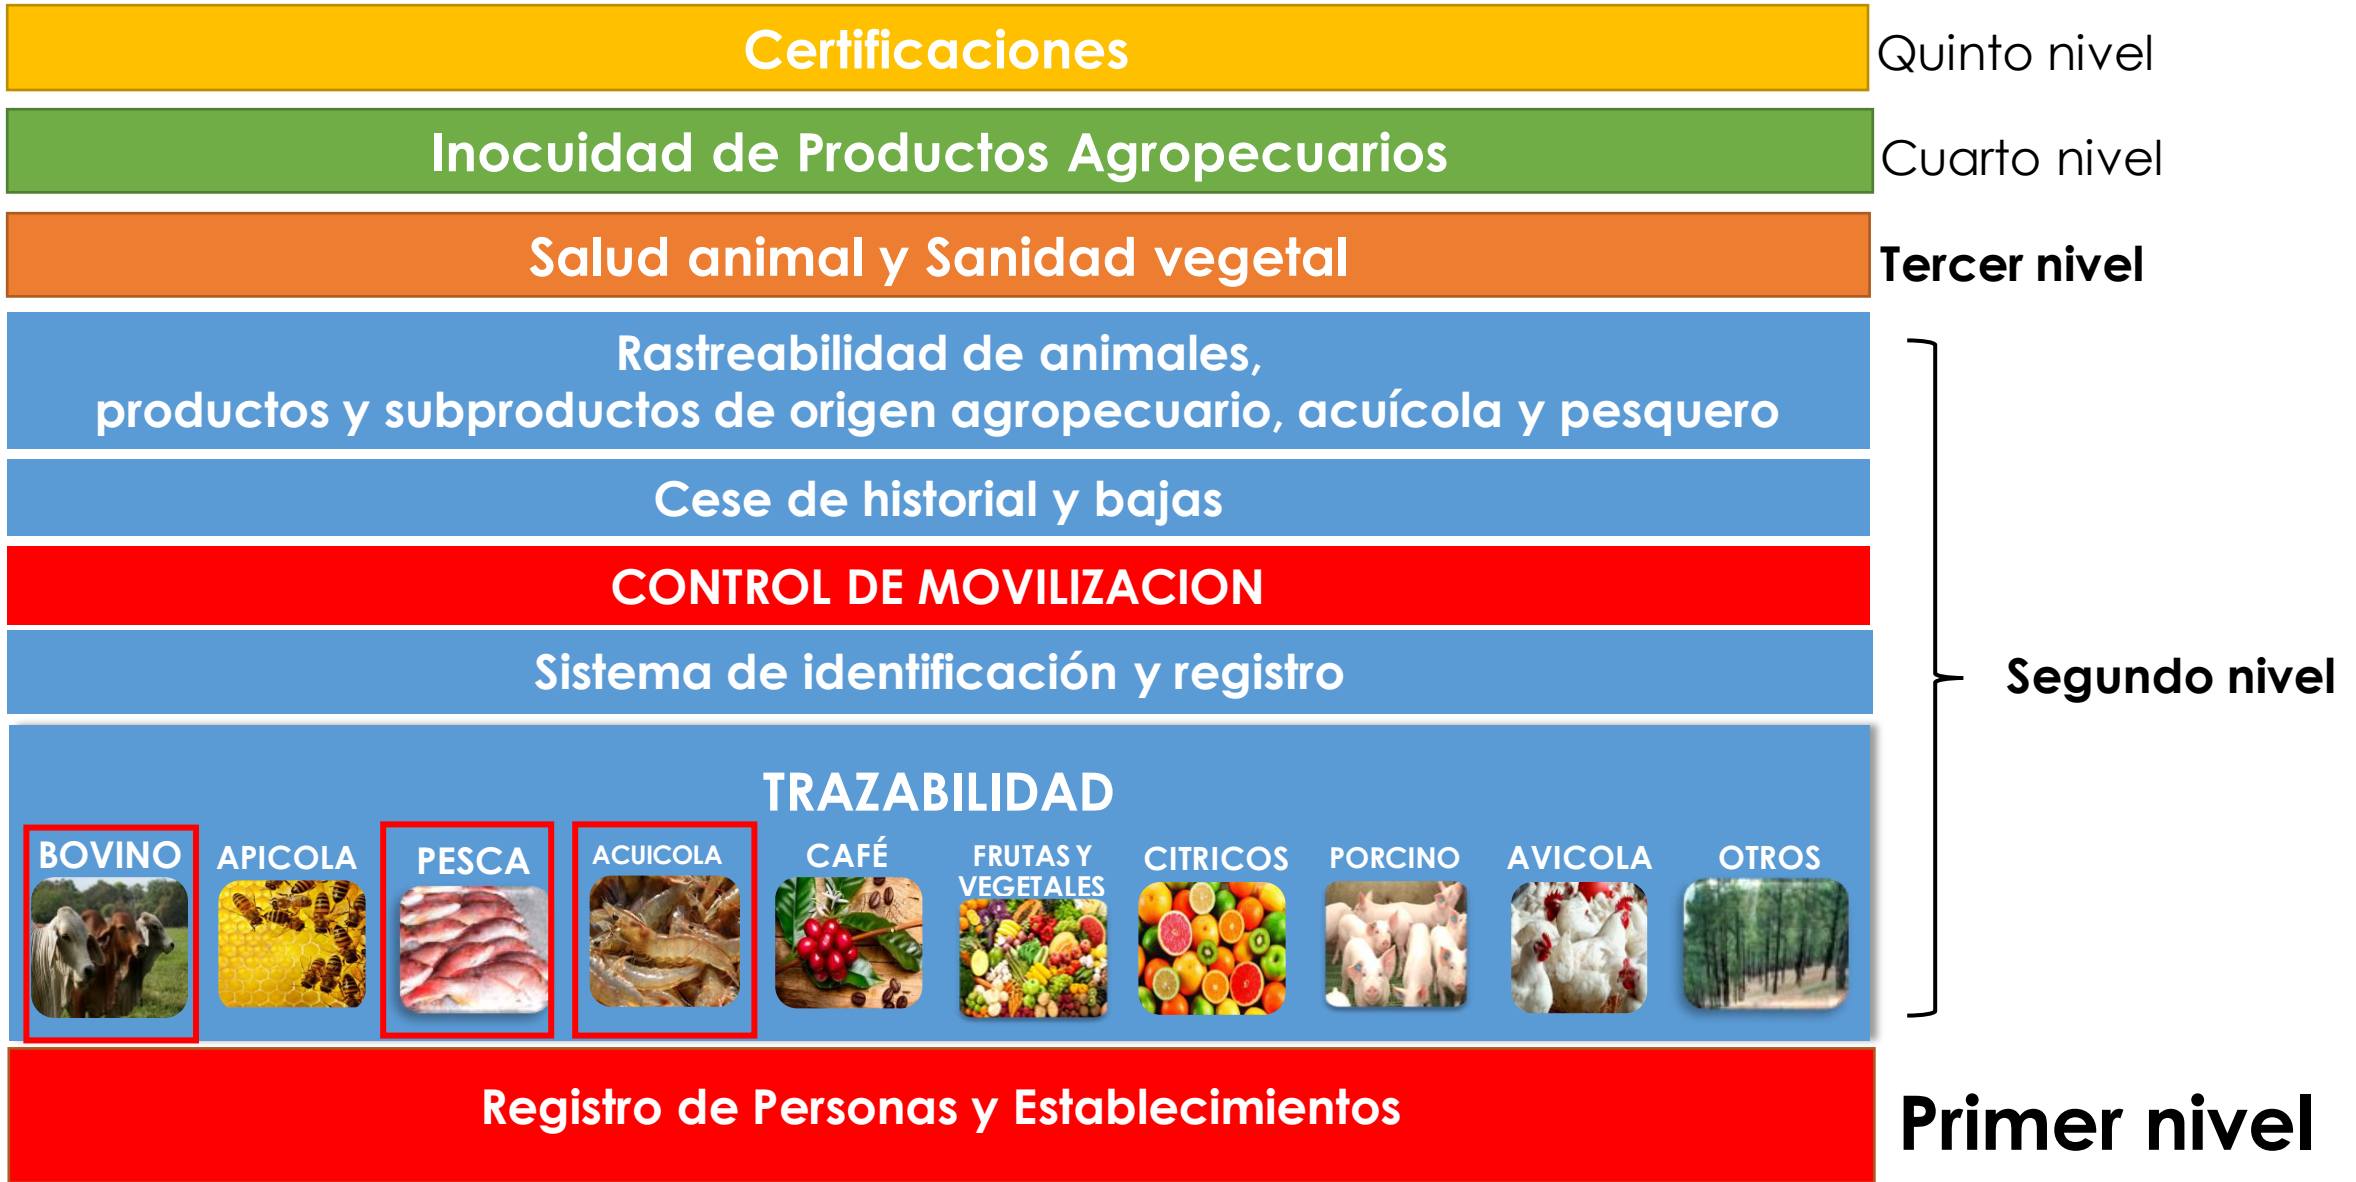 Certificaciones
Quinto nivel
Inocuidad de Productos Agropecuarios
Cuarto nivel
Salud animal y Sanidad vegetal
Tercer nivel
Rastreabilidad de animales,
productos y subproductos de origen agropecuario, acuícola y pesquero
Cese de historial y bajas
CONTROL DE MOVILIZACION
Sistema de identificación y registro
Segundo nivel
TRAZABILIDAD
BOVINO
APICOLA
PESCA
ACUICOLA
CAFÉ
FRUTAS Y
VEGETALES
CITRICOS
PORCINO
AVICOLA
OTROS
Registro de Personas y Establecimientos
Primer nivel